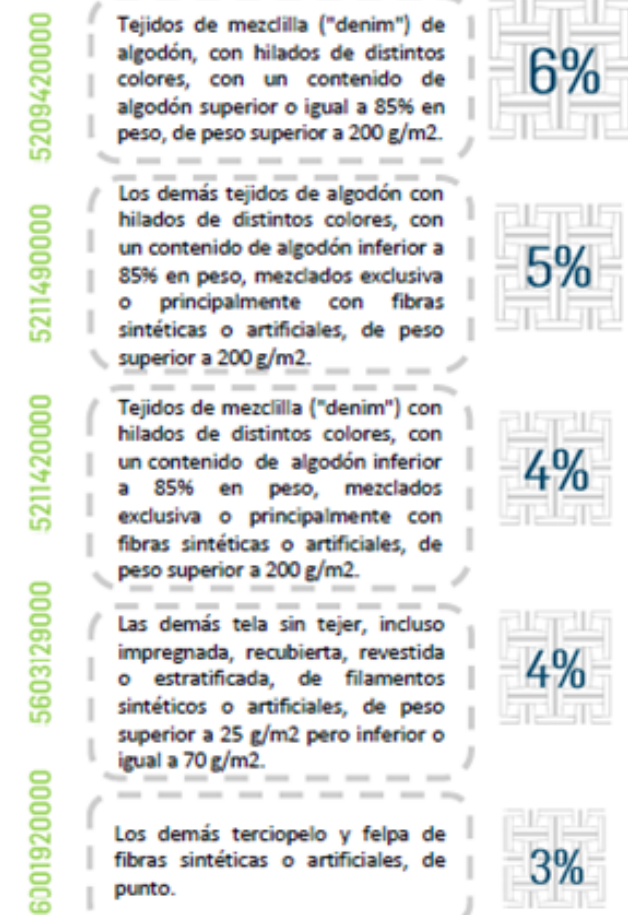 5209420000
Tejidos de mezclilla ("denim") de
algodón, con hilados de distintos
colores, con un contenido de
algodón superior o igual a 85% en
peso, de peso superior a 200 g/m2.
6%
5211490000
Los demás tejidos de algodón con
hilados de distintos colores, con
un contenido de algodón inferior a
85% en peso, mezclados exclusiva
o principalmente con fibras
sintéticas o artificiales, de peso
superior a 200 g/m2.
5%
5211420000
Tejidos de mezclilla ("denim") con
hilados de distintos colores, con
un contenido de algodón inferior
a 85% en peso, mezclados
exclusiva o principalmente con
fibras sintéticas o artificiales, de
peso superior a 200 g/m2.
4%
5603129000
Las demás tela sin tejer, incluso
impregnada, recubierta, revestida
o estratificada, de filamentos
sintéticos o artificiales, de peso
superior a 25 g/m2 pero inferior o
igual a 70 g/m2.
4%
6001920000
Los demás terciopelo y felpa de
fibras sintéticas o artificiales, de
punto.
3%